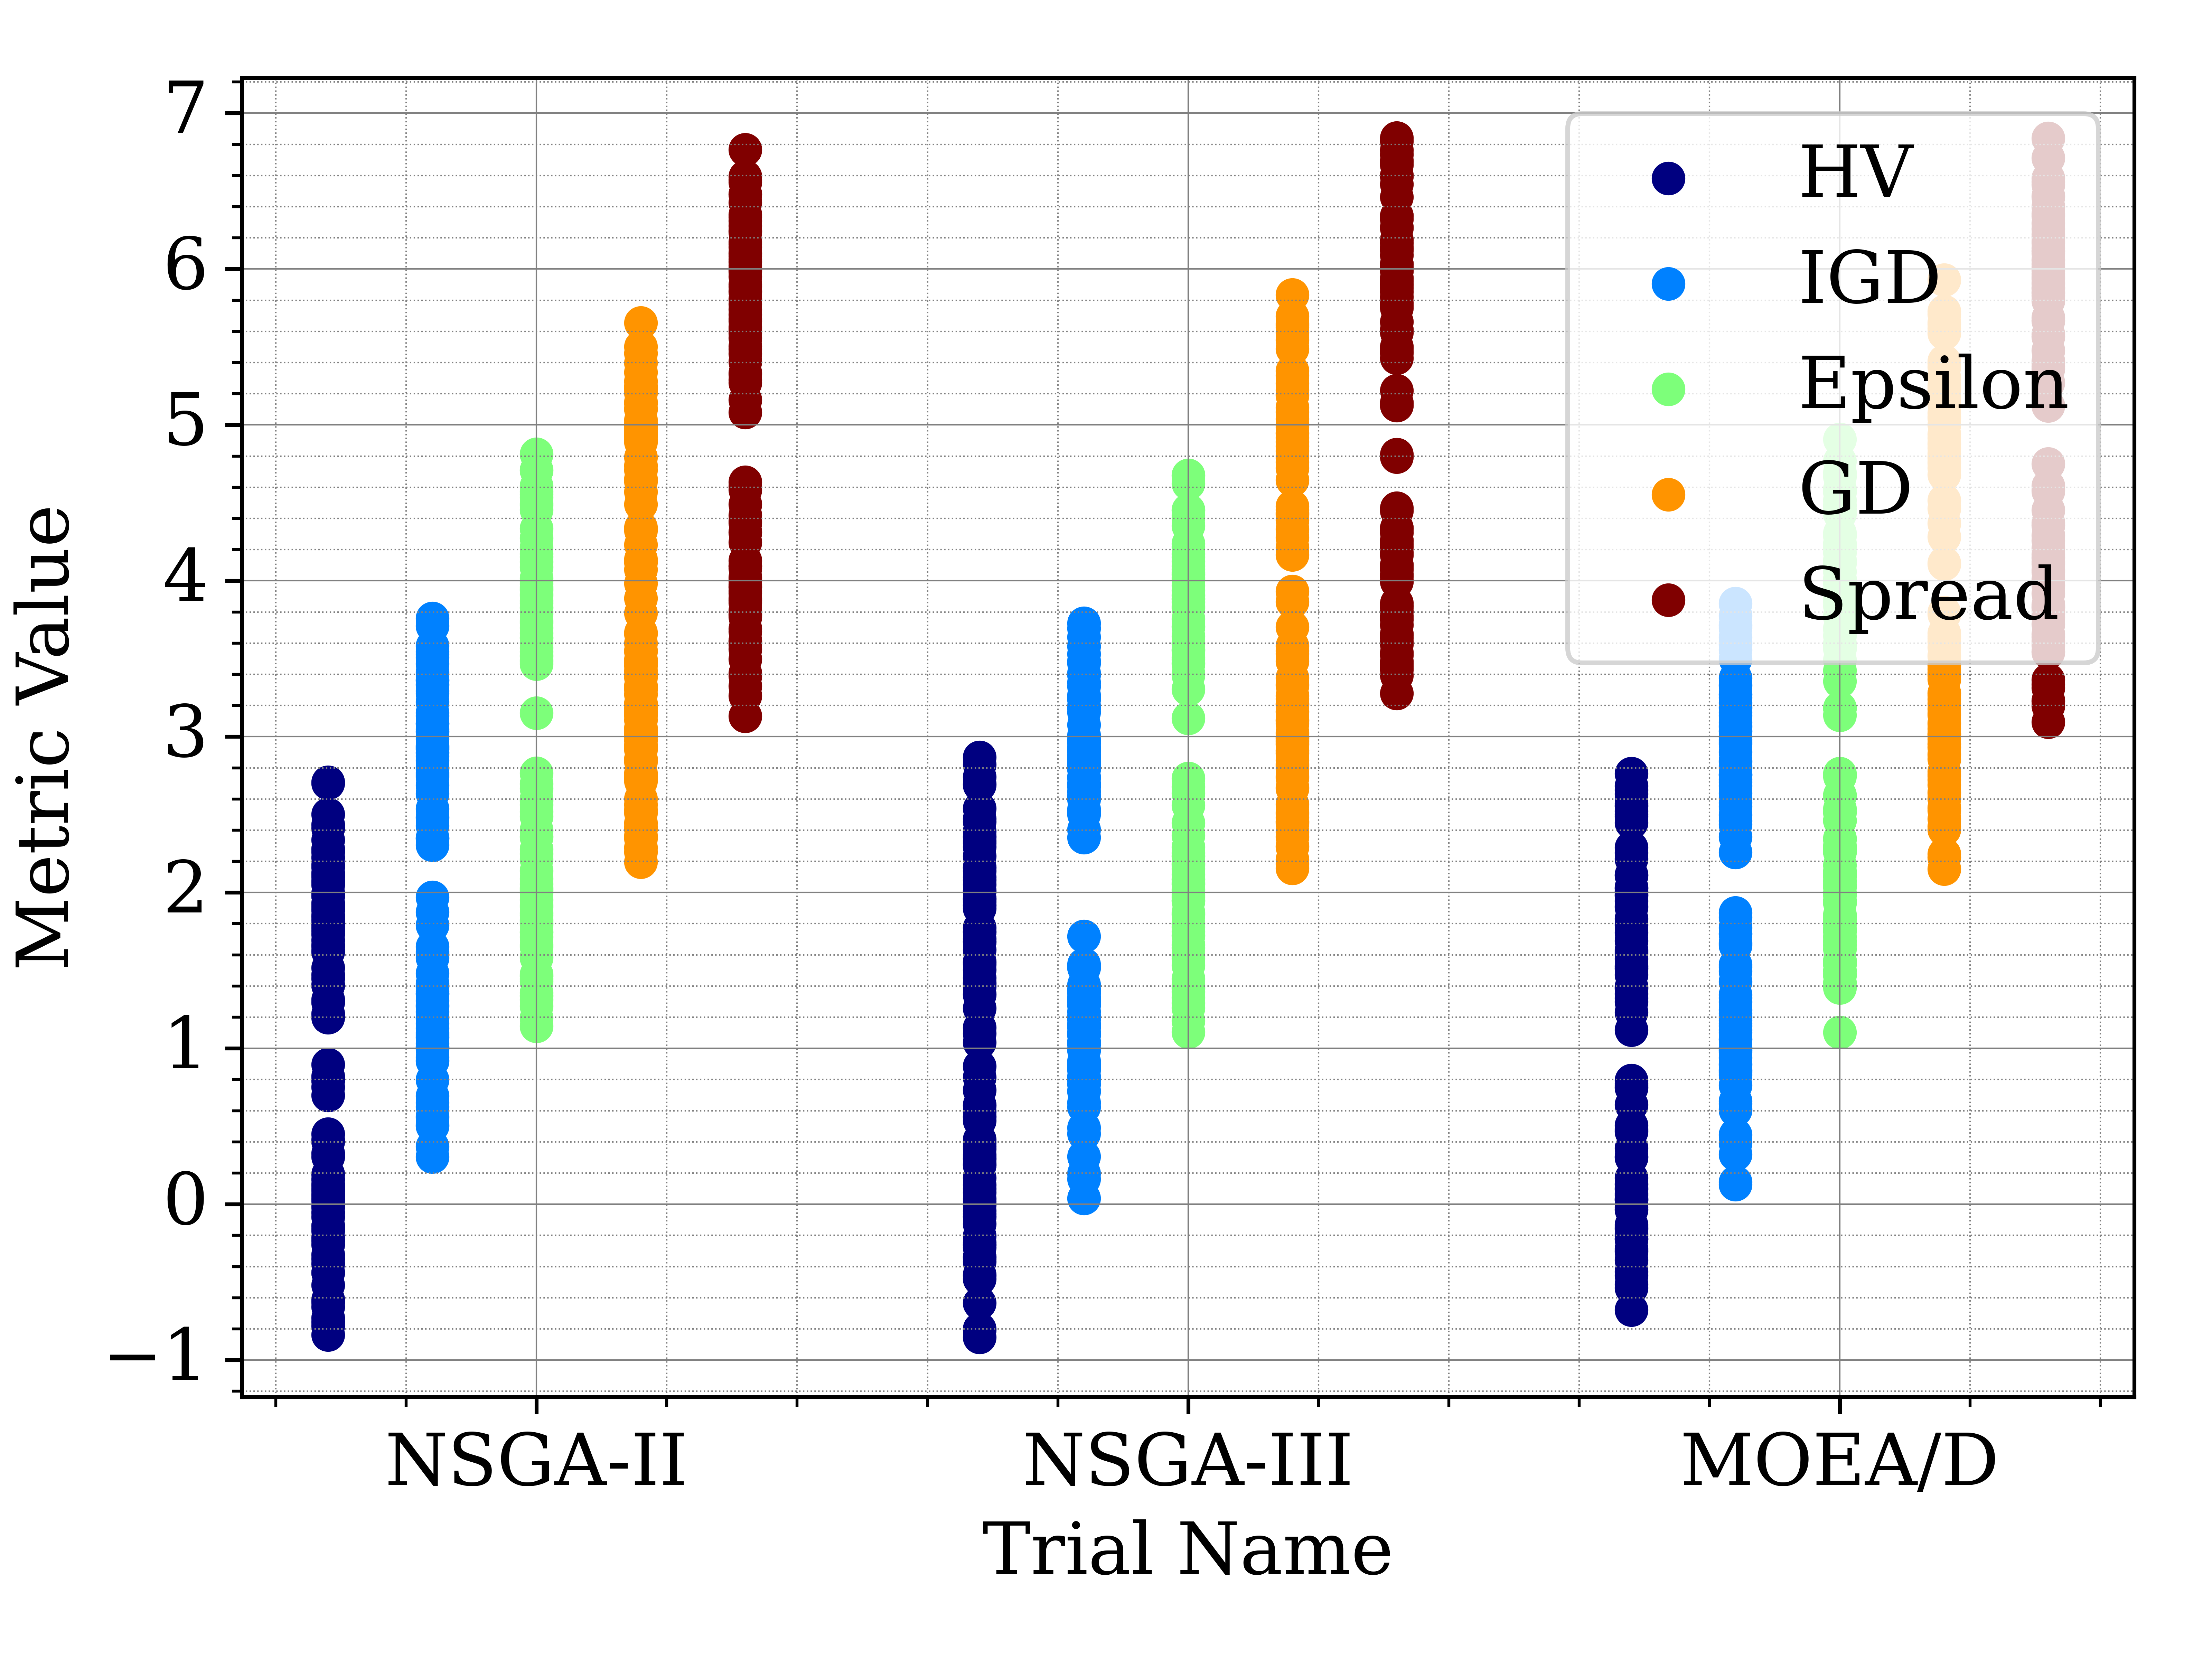 7
6
5
4
3
2
1
0
−1
Metric Value
HV
IGD
Epsilon
GD
Spread
NSGA-II NSGA-III MOEA/D
Trial Name